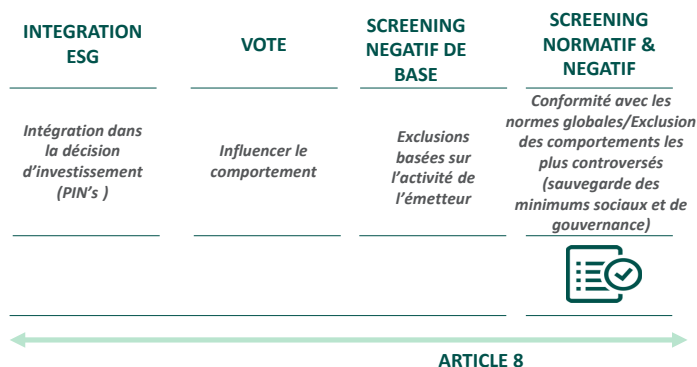 INTEGRATION
ESG
VOTE
SCREENING
NEGATIF DE
BASE
SCREENING
NORMATIF &
NEGATIF
Intégration dans
la décision
d'investissement
(PIN's )
Influencer le
comportement
Exclusions
basées sur
l'activité de
l'émetteur
Conformité avec les
normes globales/Exclusion
des comportements les
plus controversés
(sauvegarde des
minimums sociaux et de
gouvernance)
ARTICLE 8